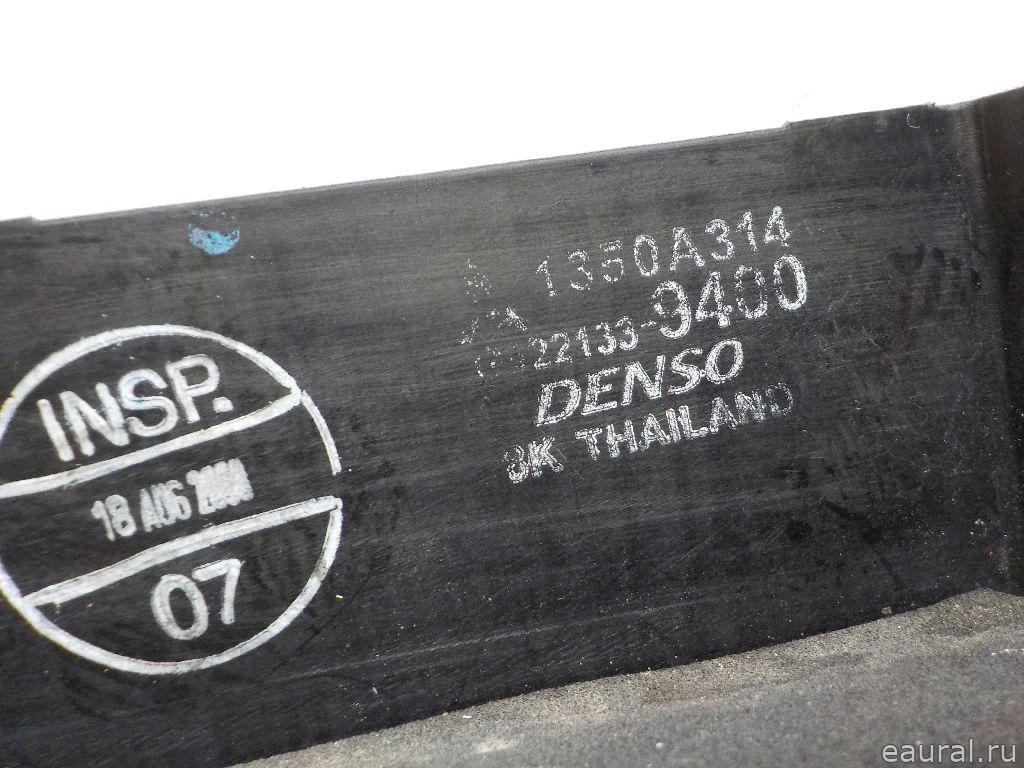 1350A314
22133-9400
DENSO
THAILAND
INSP.
18 AUG
07
eaural.ru